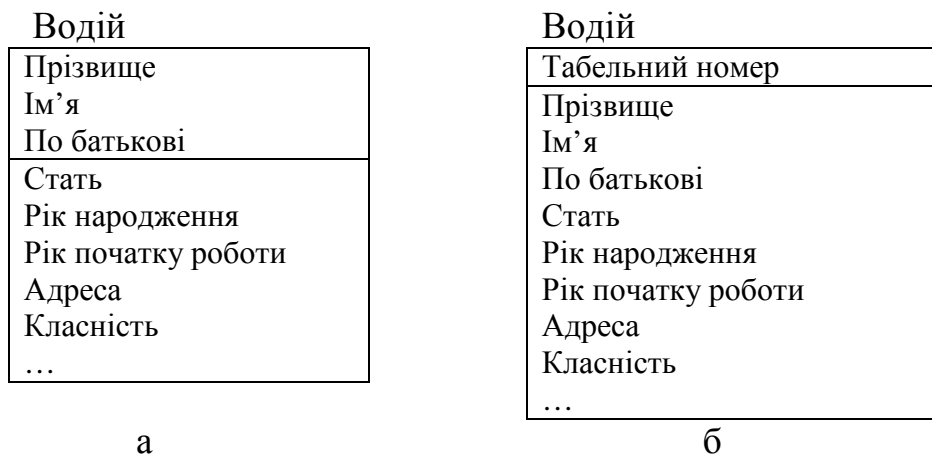 Водій
Прізвище
Ім’я
По батькові
Стать
Рік народження
Рік початку роботи
Адреса
Класність
…
а
Водій
Табельний номер
Прізвище
Ім’я
По батькові
Стать
Рік народження
Рік початку роботи
Адреса
Класність
…
б